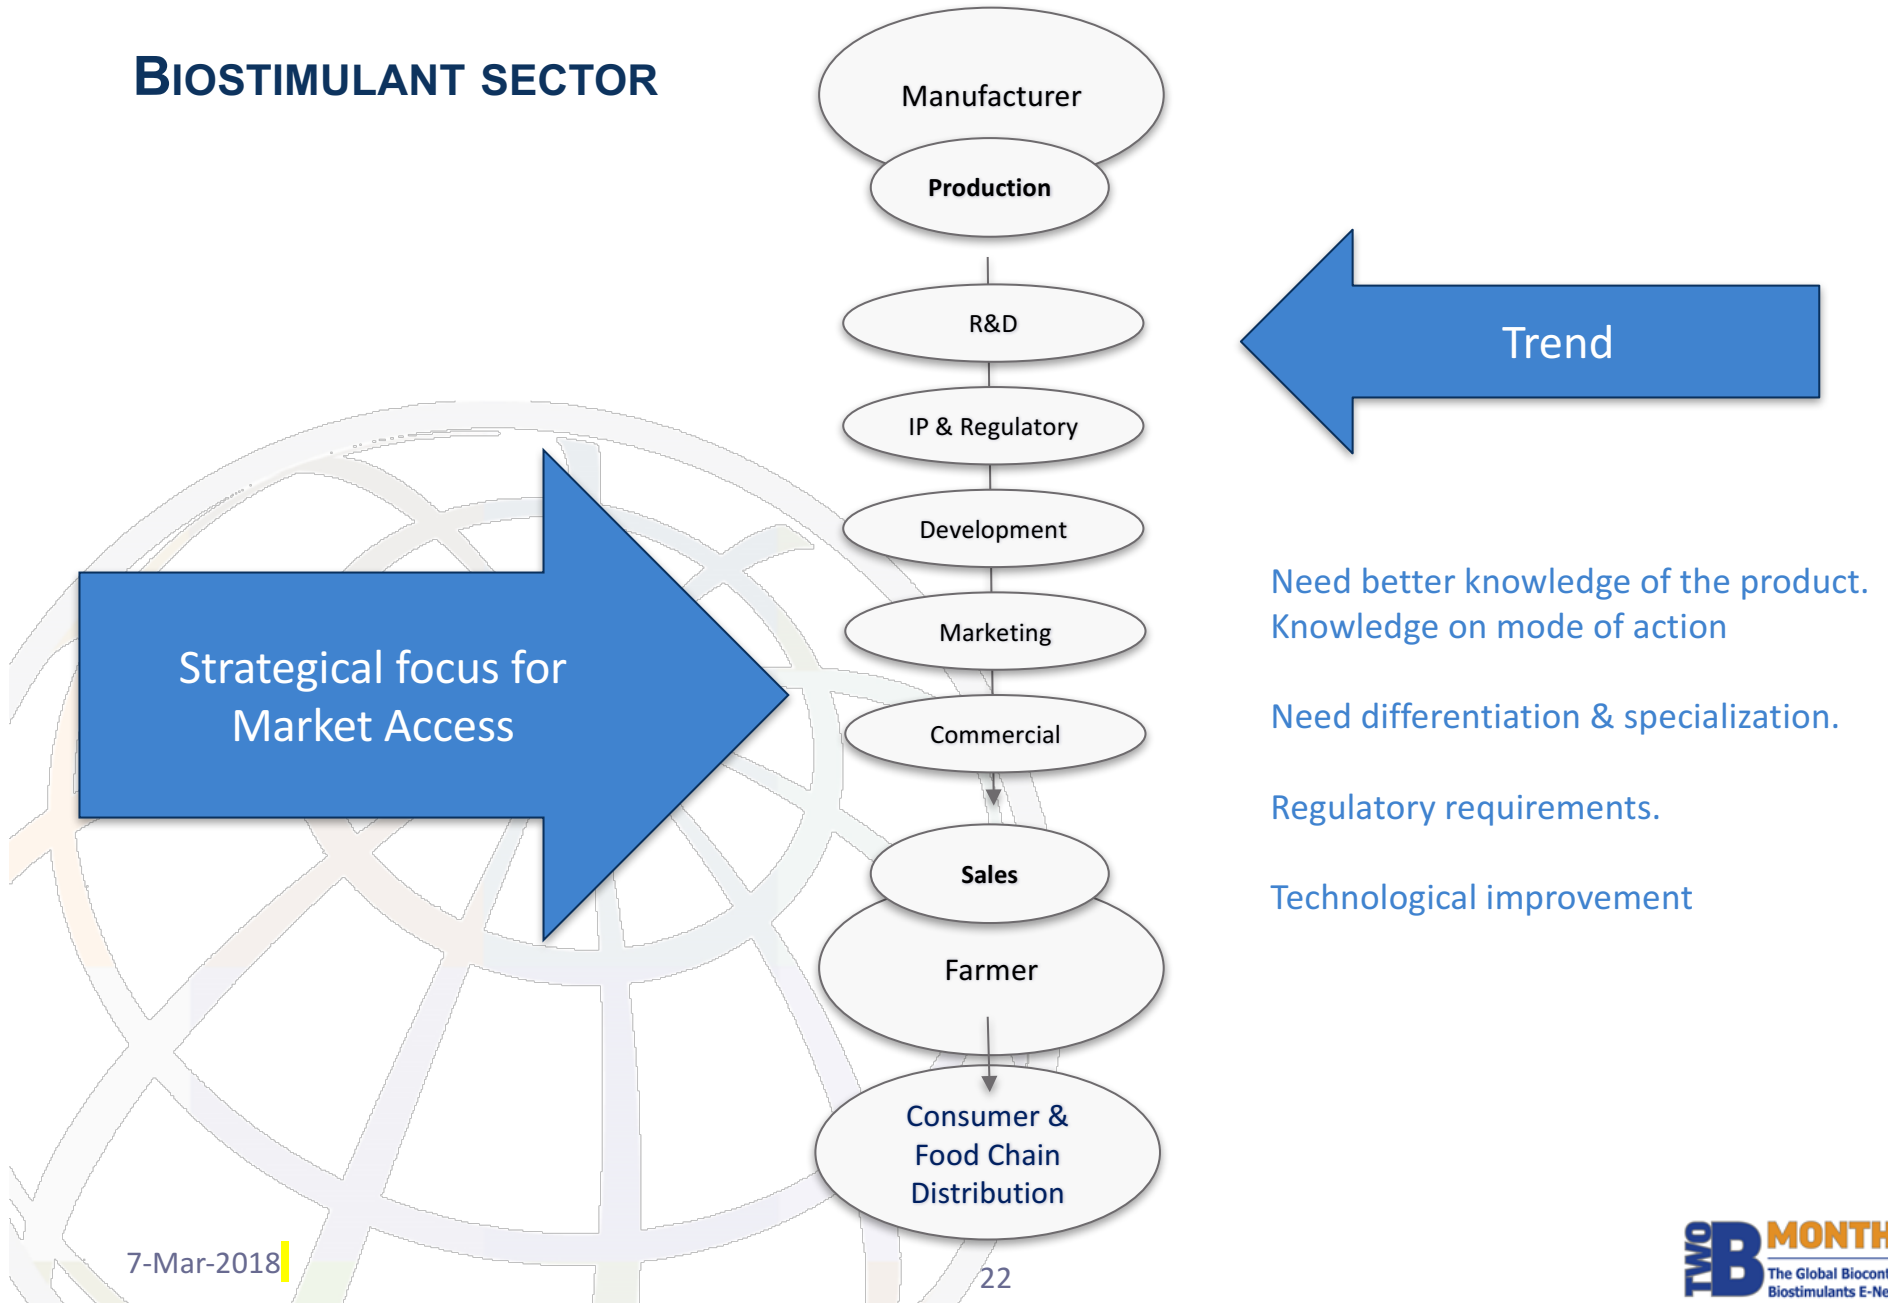 BIOSTIMULANT SECTOR
Manufacturer
Production
R&D
IP & Regulatory
Development
Marketing
Commercial
Sales
Farmer
Consumer &
Food Chain
Distribution
Trend
Strategical focus for
Market Access
Need better knowledge of the product.
Knowledge on mode of action
Need differentiation & specialization.
Regulatory requirements.
Technological improvement
7-Mar-2018
22
TWO
B
MONTH
The Global Biocont
Biostimulants E-Ne